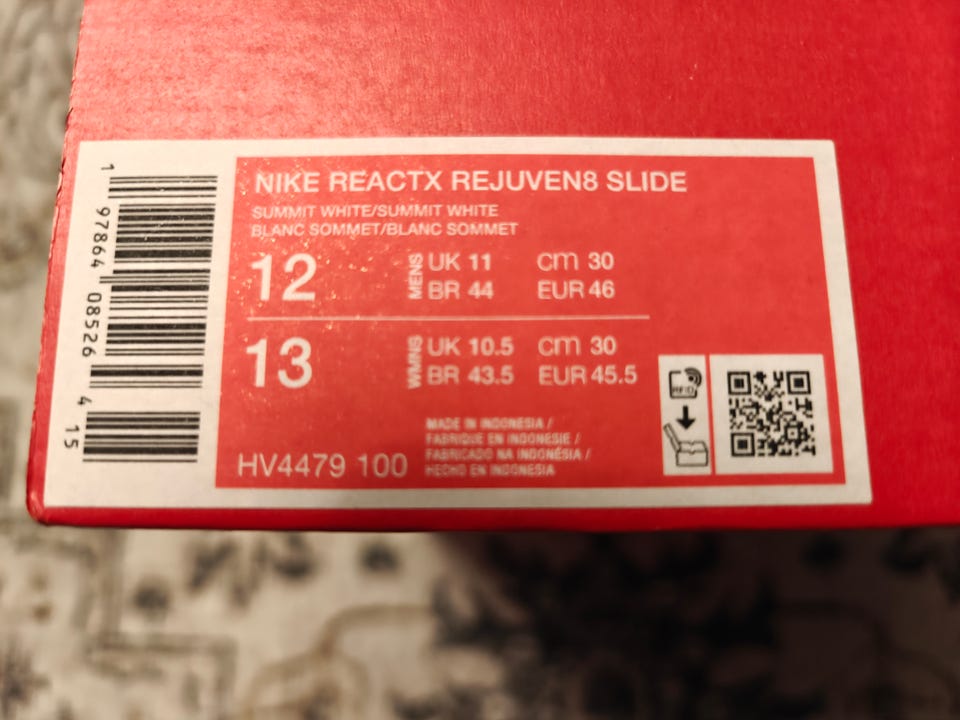 NIKE REACTX REJUVEN8 SLIDE
SUMMIT WHITE/SUMMIT WHITE
BLANC SOMMET/BLANC SOMMET
12 MENS UK 11 cm 30
BR 44 EUR 46
13 WMNS UK 10.5 cm 30
BR 43.5 EUR 45.5
MADE IN INDONESIA /
FABRIQUE EN INDONESIE /
FABRICADO NA INDONÉSIA /
HECHO EN INDONESIA
HV4479 100
RFID
1 97864 08526 4 15